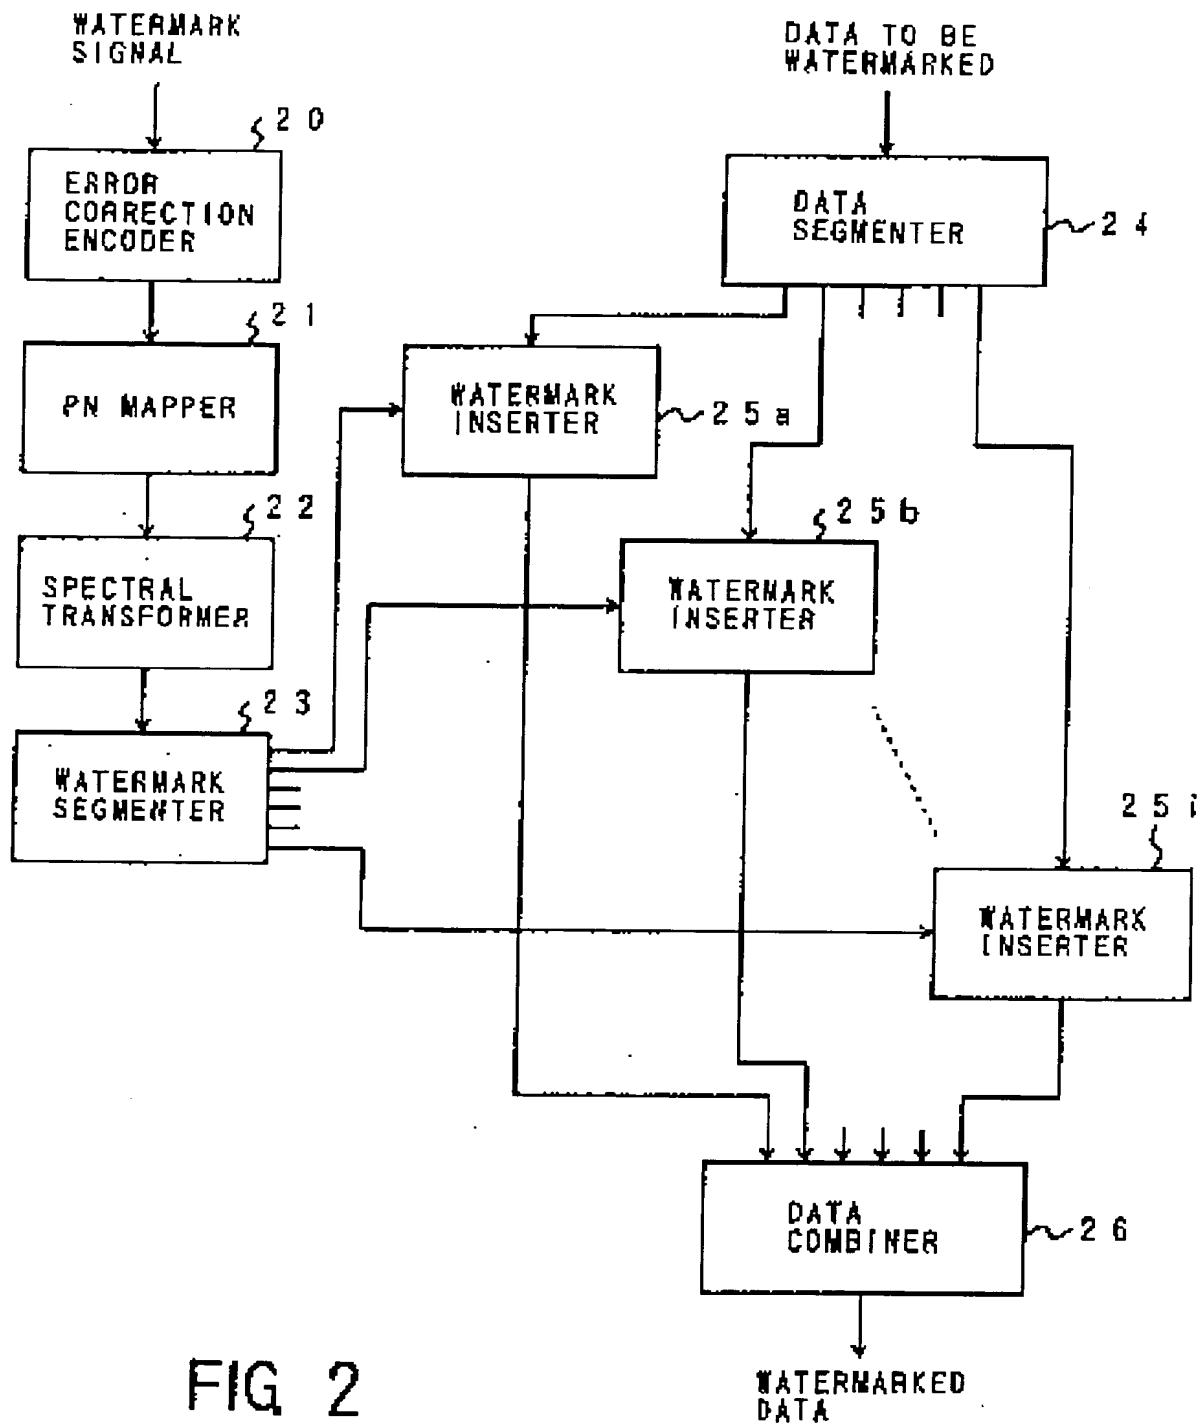 WATERMARK
SIGNAL
DATA TO BE
WATERMARKED
20
ERROR
CORRECTION
ENCODER
DATA
SEGMENTER
24
21
PN MAPPER
WATERMARK
INSERTER
25a
22
SPECTRAL
TRANSFORMER
25b
WATERMARK
INSERTER
23
WATERMARK
SEGMENTER
25i
WATERMARK
INSERTER
DATA
COMBINER
26
WATERMARKED
DATA
FIG. 2